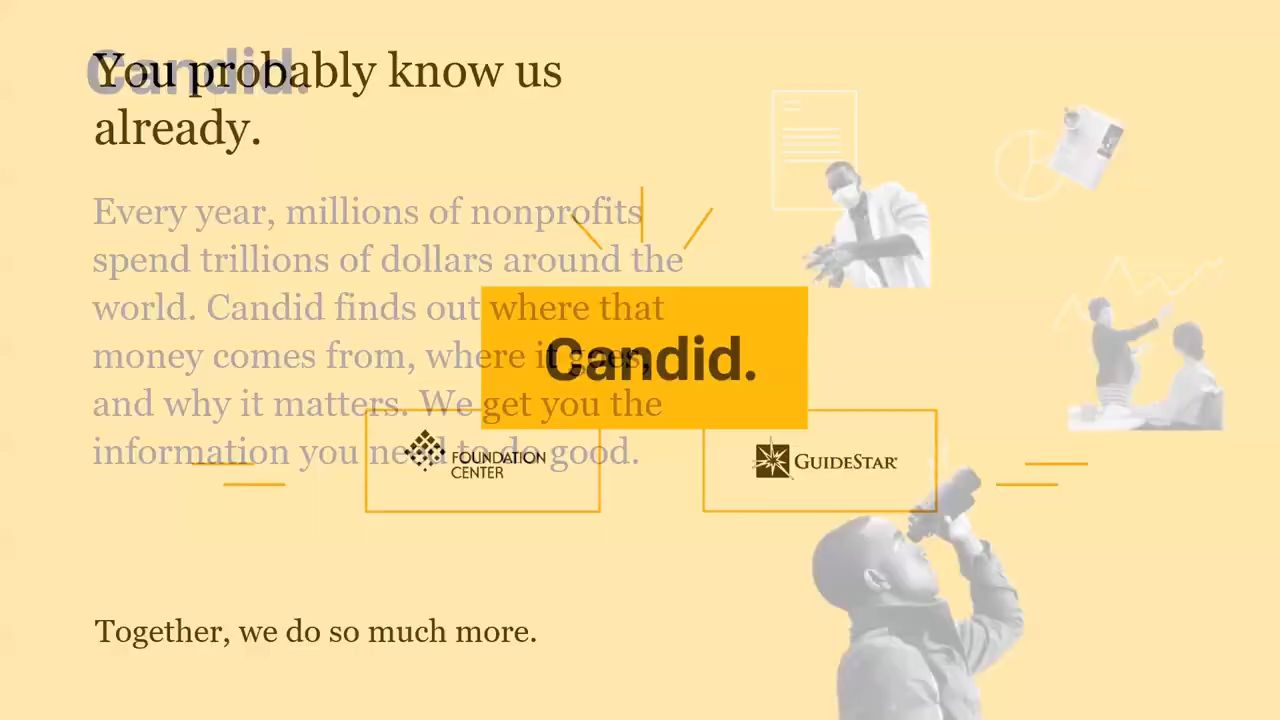 Candid.
You probably know us
already.
Every year, millions of nonprofits
spend trillions of dollars around the
world. Candid finds out where that
money comes from, where it goes,
and why it matters. We get you the
information you need to do good.
Candid.
FOUNDATION
CENTER
GUIDESTAR
Together, we do so much more.